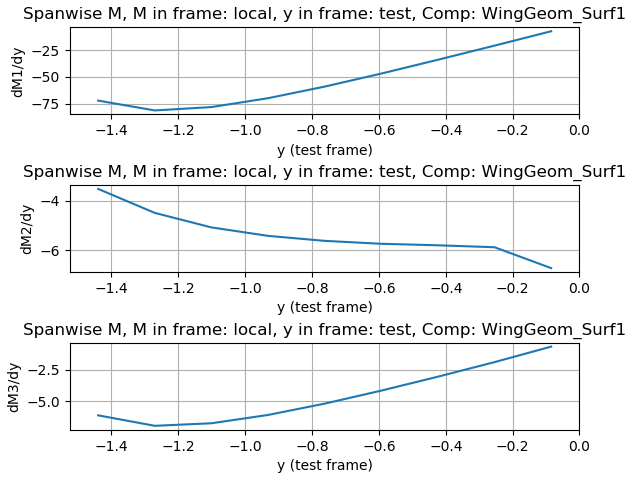 Spanwise M, M in frame: local, y in frame: test, Comp: WingGeom_Surf1
dM1/dy
−25
−50
−75
−1.4 −1.2 −1.0 −0.8 −0.6 −0.4 −0.2 0.0
y (test frame)
Spanwise M, M in frame: local, y in frame: test, Comp: WingGeom_Surf1
dM2/dy
−4
−6
−1.4 −1.2 −1.0 −0.8 −0.6 −0.4 −0.2 0.0
y (test frame)
Spanwise M, M in frame: local, y in frame: test, Comp: WingGeom_Surf1
dM3/dy
−2.5
−5.0
−1.4 −1.2 −1.0 −0.8 −0.6 −0.4 −0.2 0.0
y (test frame)